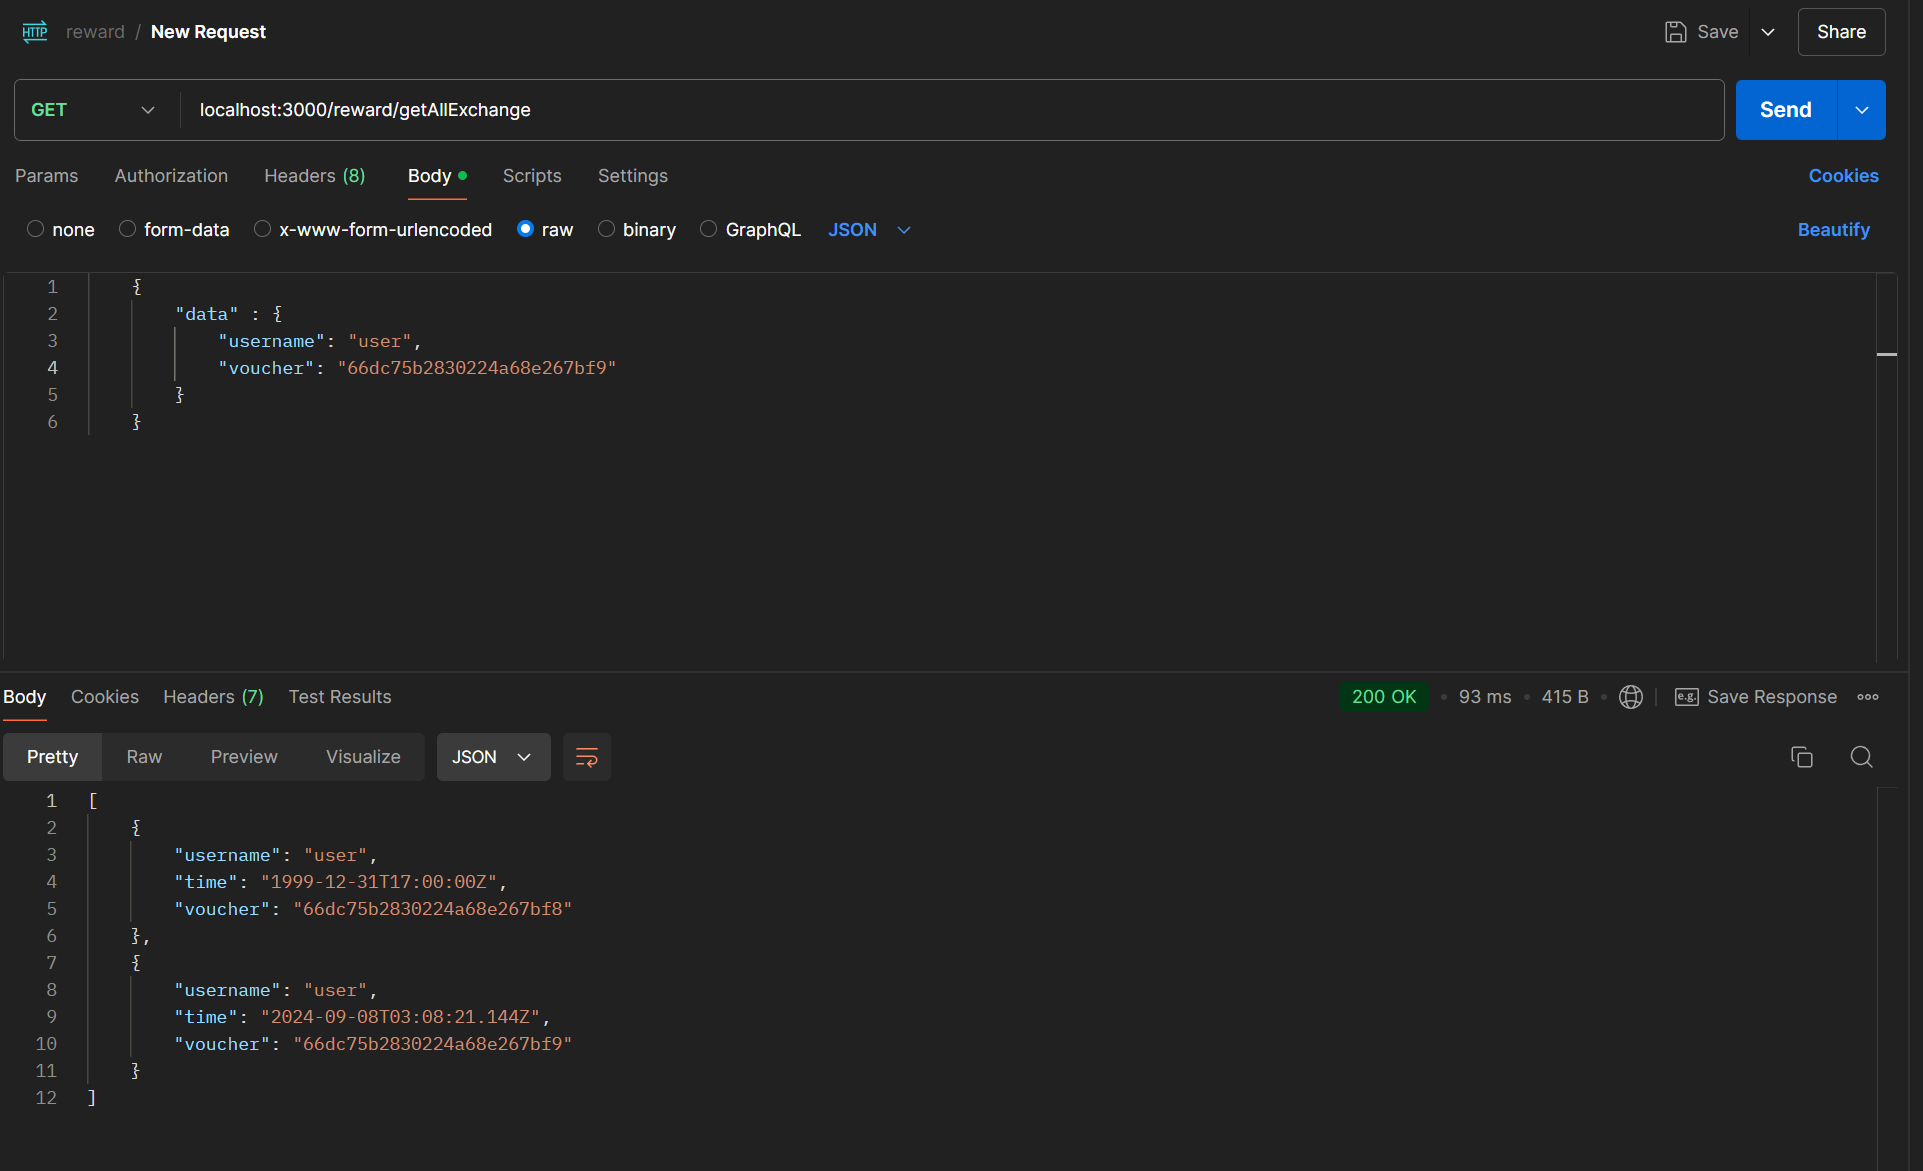 HTTP reward / New Request Save Share
GET localhost:3000/reward/getAllExchange Send
Params Authorization Headers (8) Body Scripts Settings Cookies
none form-data x-www-form-urlencoded raw binary GraphQL JSON Beautify
1 {
2 "data" : {
3 "username": "user",
4 "voucher": "66dc75b2830224a68e267bf9"
5 }
6 }
Body Cookies Headers (7) Test Results 200 OK • 93 ms • 415 B • e.g. Save Response
Pretty Raw Preview Visualize JSON
1 [
2 {
3 "username": "user",
4 "time": "1999-12-31T17:00:00Z",
5 "voucher": "66dc75b2830224a68e267bf8"
6 },
7 {
8 "username": "user",
9 "time": "2024-09-08T03:08:21.144Z",
10 "voucher": "66dc75b2830224a68e267bf9"
11 }
12 ]